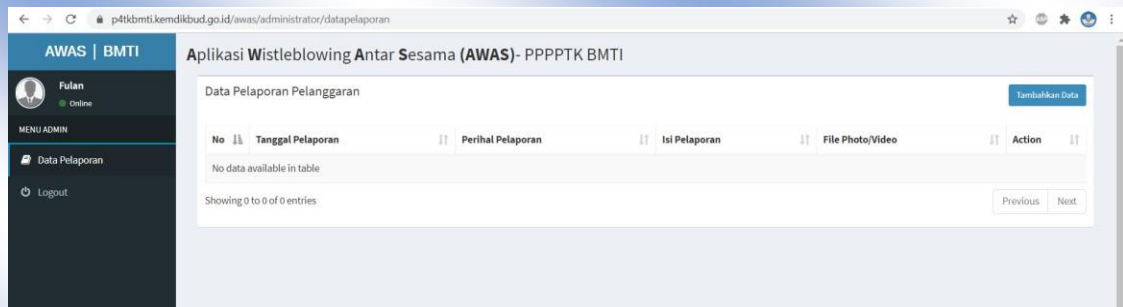 p4tkbmti.kemdikbud.go.id/awas/administrator/datapelaporan
AWAS | BMTI
Aplikasi Wistleblowing Antar Sesama (AWAS)- PPPPTK BMTI
Fulan
Online
MENU ADMIN
Data Pelaporan
Logout
Data Pelaporan Pelanggaran
Tambahkan Data
No Tanggal Pelaporan Perihal Pelaporan Isi Pelaporan File Photo/Video Action
No data available in table
Showing 0 to 0 of 0 entries
Previous Next